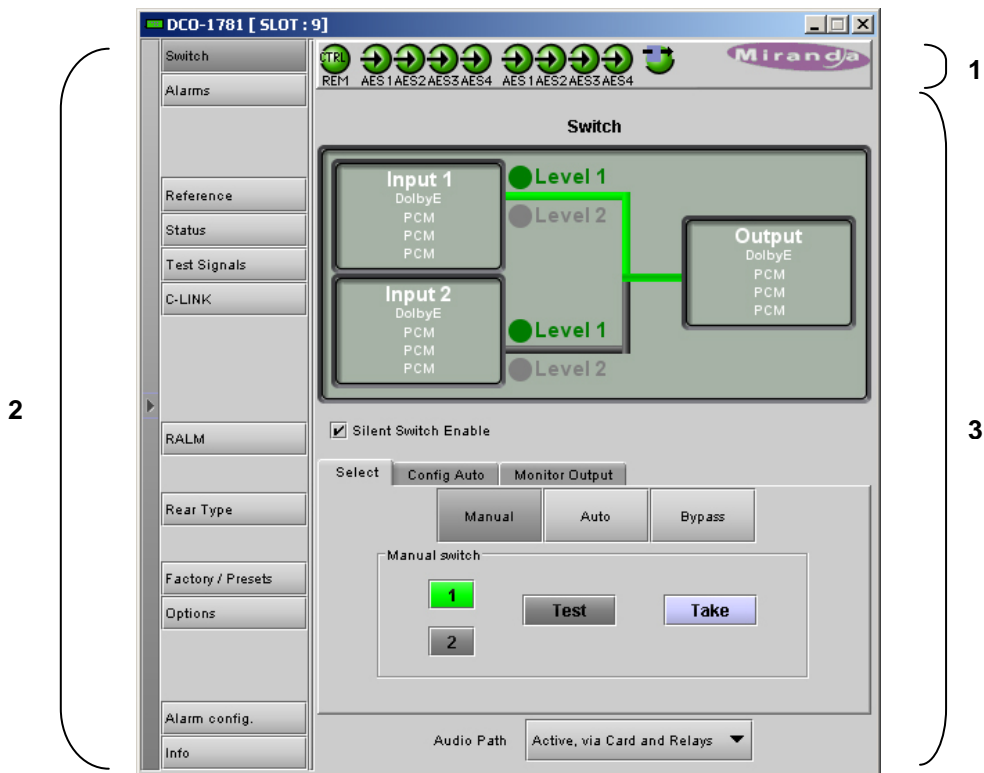 DCO-1781 [ SLOT : 9]
Switch
Alarms
Reference
Status
Test Signals
C-LINK
RALM
Rear Type
Factory / Presets
Options
Alarm config.
Info
CTRL
REM AES1 AES2 AES3 AES4 AES1 AES2 AES3 AES4
Miranda
1
Switch
Input 1
DolbyE
PCM
PCM
PCM
Level 1
Level 2
Input 2
DolbyE
PCM
PCM
PCM
Level 1
Level 2
Output
DolbyE
PCM
PCM
PCM
2
3
Silent Switch Enable
Select Config Auto Monitor Output
Manual Auto Bypass
Manual switch
1
2
Test Take
Audio Path Active, via Card and Relays